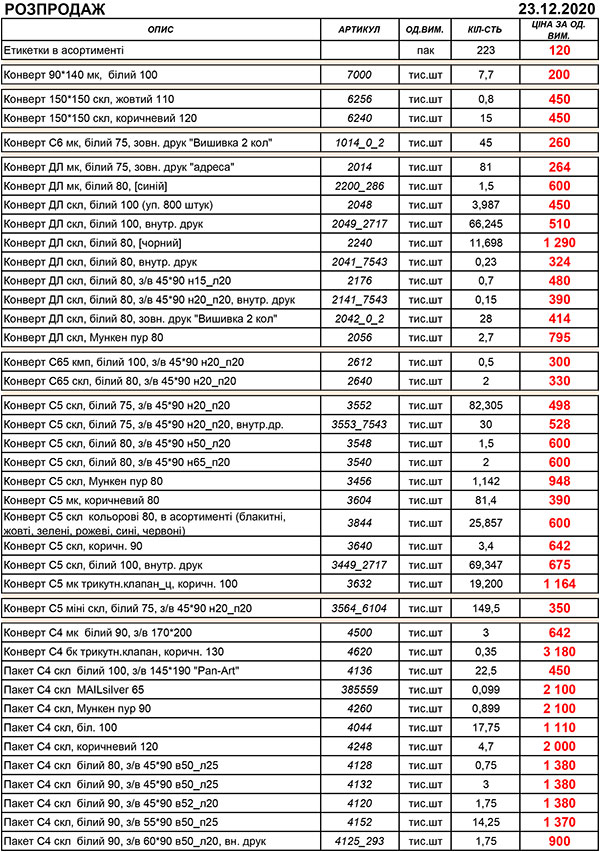 РОЗПРОДАЖ 23.12.2020
ОПИС АРТИКУЛ ОД.ВИМ. КІЛ-СТЬ ЦІНА ЗА ОД. ВИМ.
Етикетки в асортименті пак 223 120
Конверт 90*140 мк, білий 100 7000 тис.шт 7,7 200
Конверт 150*150 скл, жовтий 110 6256 тис.шт 0,8 450
Конверт 150*150 скл, коричневий 120 6240 тис.шт 15 450
Конверт С6 мк, білий 75, зовн. друк "Вишивка 2 кол" 1014_0_2 тис.шт 45 260
Конверт ДЛ мк, білий 75, зовн. друк "адреса" 2014 тис.шт 81 264
Конверт ДЛ мк, білий 80, [синій] 2200_286 тис.шт 1,5 600
Конверт ДЛ скл, білий 100 (уп. 800 штук) 2048 тис.шт 3,987 450
Конверт ДЛ скл, білий 100, внутр. друк 2049_2717 тис.шт 66,245 510
Конверт ДЛ скл, білий 80, [чорний] 2240 тис.шт 11,698 1 290
Конверт ДЛ скл, білий 80, внутр. друк 2041_7543 тис.шт 0,23 324
Конверт ДЛ скл, білий 80, з/в 45*90 н15_л20 2176 тис.шт 0,7 480
Конверт ДЛ скл, білий 80, з/в 45*90 н20_п20, внутр. друк 2141_7543 тис.шт 0,15 390
Конверт ДЛ скл, білий 80, зовн. друк "Вишивка 2 кол" 2042_0_2 тис.шт 28 414
Конверт ДЛ скл, Мункен пур 80 2056 тис.шт 2,7 795
Конверт С65 кмп, білий 100, з/в 45*90 н20_п20 2612 тис.шт 0,5 300
Конверт С65 скл, білий 80, з/в 45*90 н20_п20 2640 тис.шт 2 330
Конверт С5 скл, білий 75, з/в 45*90 н20_п20 3552 тис.шт 82,305 498
Конверт С5 скл, білий 75, з/в 45*90 н20_п20, внутр.др. 3553_7543 тис.шт 30 528
Конверт С5 скл, білий 80, з/в 45*90 н50_п20 3548 тис.шт 1,5 600
Конверт С5 скл, білий 80, з/в 45*90 н65_п20 3540 тис.шт 2 600
Конверт С5 скл, Мункен пур 80 3456 тис.шт 1,142 948
Конверт С5 мк, коричневий 80 3604 тис.шт 81,4 390
Конверт С5 скл кольорові 80, в асортименті (блакитні,
жовті, зелені, рожеві, сині, червоні) 3844 тис.шт 25,857 600
Конверт С5 скл, коричн. 90 3640 тис.шт 3,4 642
Конверт С5 скл, білий 100, внутр. друк 3449_2717 тис.шт 69,347 675
Конверт С5 мк трикутн.клапан_ц, коричн. 100 3632 тис.шт 19,200 1 164
Конверт С5 міні скл, білий 75, з/в 45*90 н20_п20 3564_6104 тис.шт 149,5 350
Конверт С4 мк білий 90, з/в 170*200 4500 тис.шт 3 642
Конверт С4 бк трикутн.клапан, коричн. 130 4620 тис.шт 0,35 3 180
Пакет С4 скл білий 100, з/в 145*190 "Pan-Art" 4136 тис.шт 22,5 450
Пакет С4 скл MAILsilver 65 385559 тис.шт 0,099 2 100
Пакет С4 скл, Мункен пур 90 4260 тис.шт 0,899 2 100
Пакет С4 скл, біл. 100 4044 тис.шт 17,75 1 110
Пакет С4 скл, коричневий 120 4248 тис.шт 4,7 2 000
Пакет С4 скл білий 80, з/в 45*90 в50_л25 4128 тис.шт 0,75 1 380
Пакет С4 скл білий 90, з/в 45*90 в50_л25 4132 тис.шт 3 1 380
Пакет С4 скл білий 90, з/в 45*90 в52_л20 4120 тис.шт 1,75 1 380
Пакет С4 скл білий 90, з/в 55*90 в50_л25 4152 тис.шт 14,25 1 370
Пакет С4 скл білий 90, з/в 60*90 в50_л20, вн. друк 4125_293 тис.шт 1,75 900